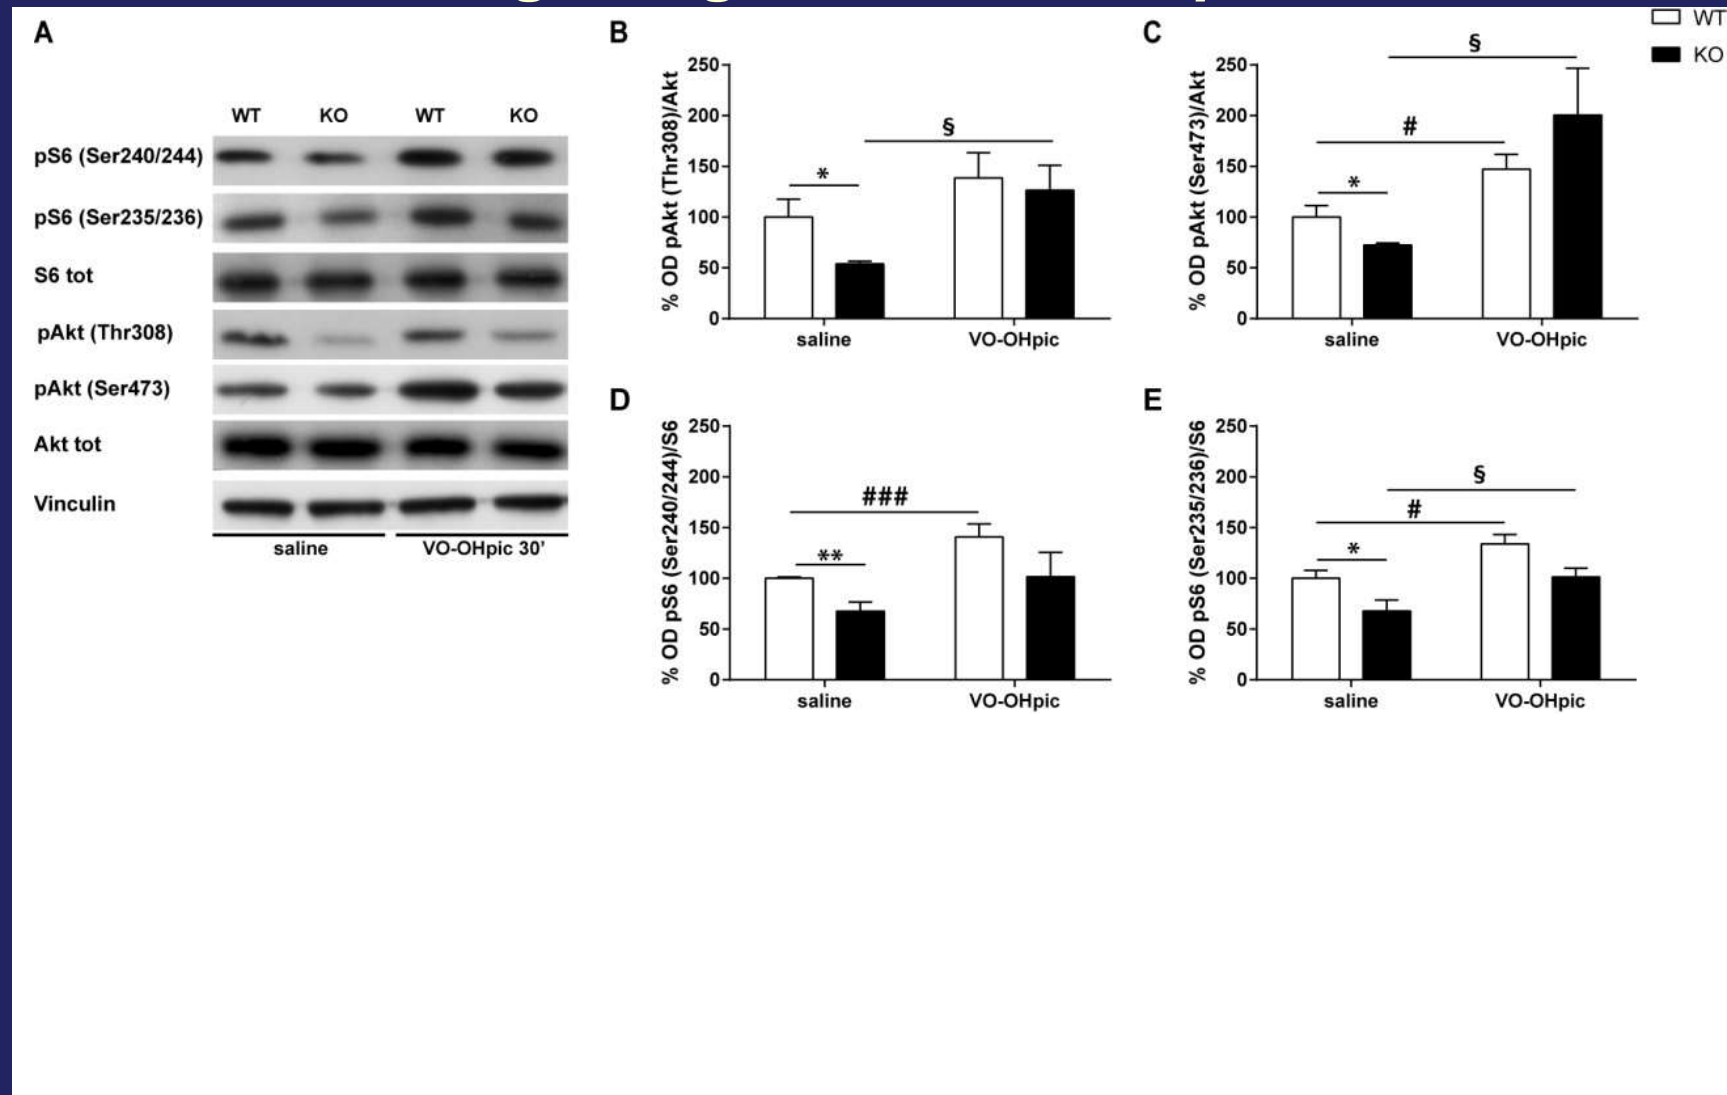 A
WT KO WT KO
pS6 (Ser240/244)
pS6 (Ser235/236)
S6 tot
pAkt (Thr308)
pAkt (Ser473)
Akt tot
Vinculin
saline VO-OHpic 30'
B
% OD pAkt (Thr308)/Akt
250
200
150
100
50
0
*
§
saline VO-OHpic
C
WT
KO
% OD pAkt (Ser473)/Akt
250
200
150
100
50
0
*
#
§
saline VO-OHpic
D
% OD pS6 (Ser240/244)/S6
250
200
150
100
50
0
**
###
saline VO-OHpic
E
% OD pS6 (Ser235/236)/S6
250
200
150
100
50
0
*
#
§
saline VO-OHpic